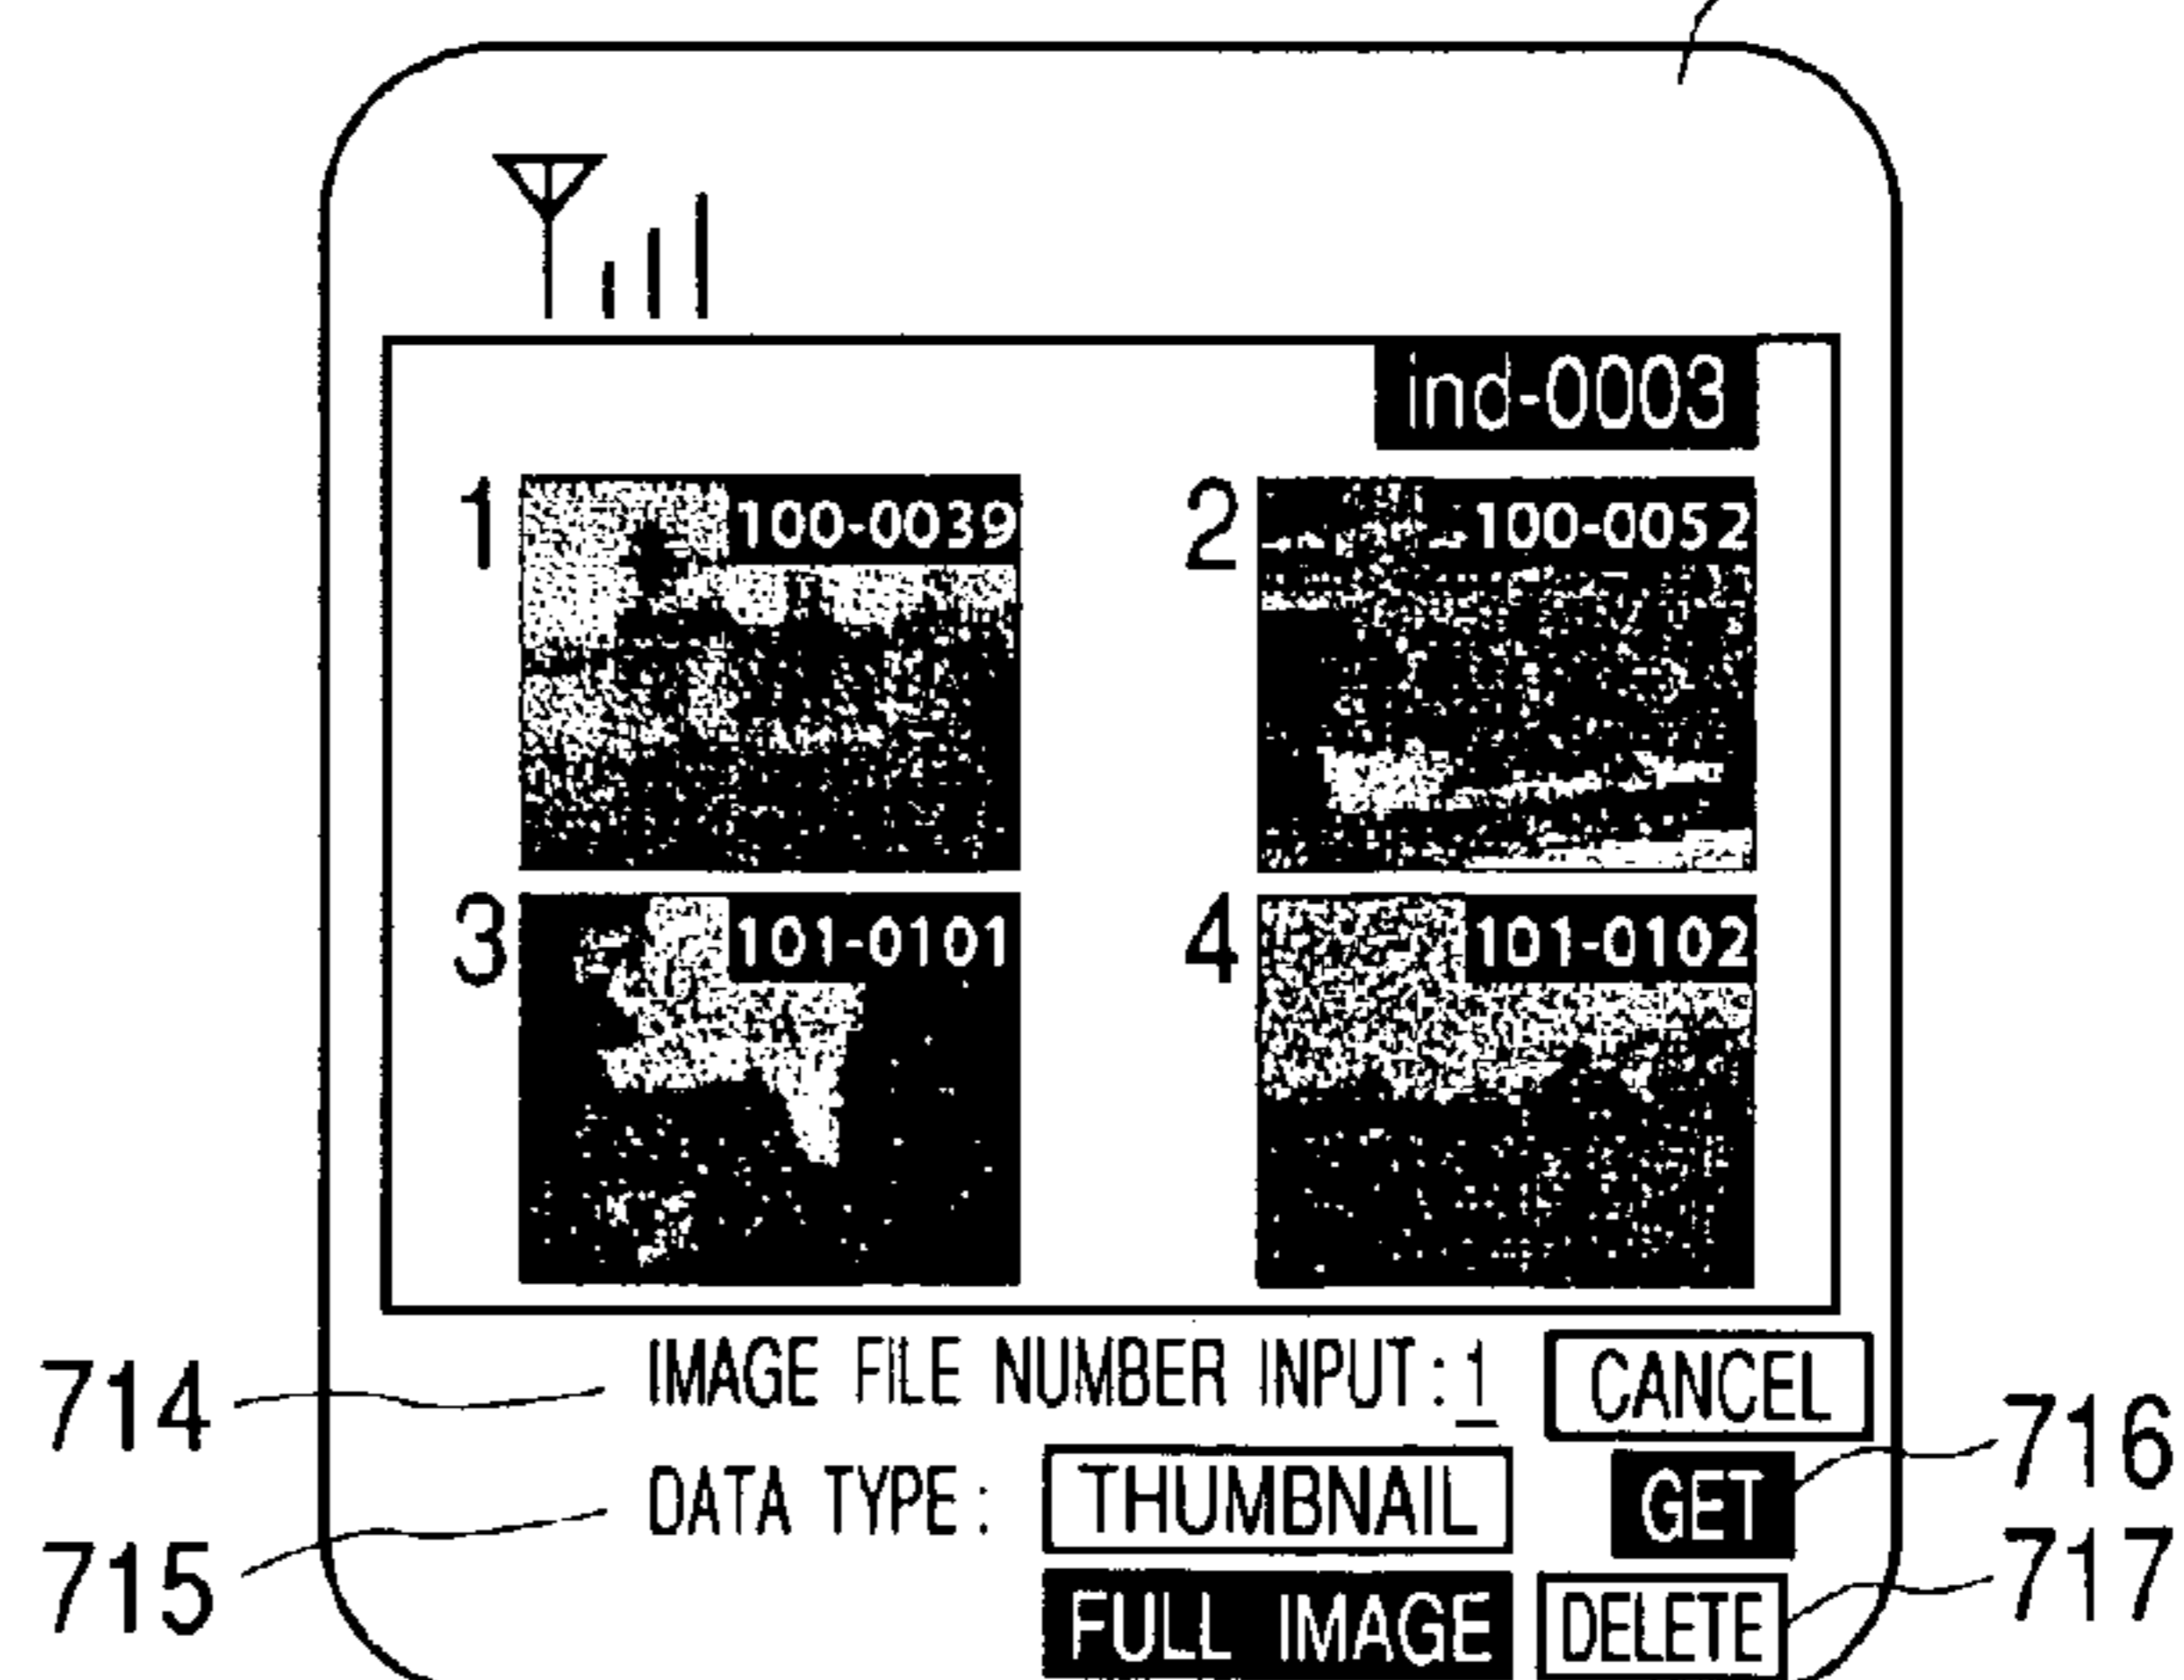 ind-0003
1 100-0039 2 100-0052
3 101-0101 4 101-0102
714 IMAGE FILE NUMBER INPUT:1 CANCEL
DATA TYPE: THUMBNAIL GET 716
715 FULL IMAGE DELETE 717